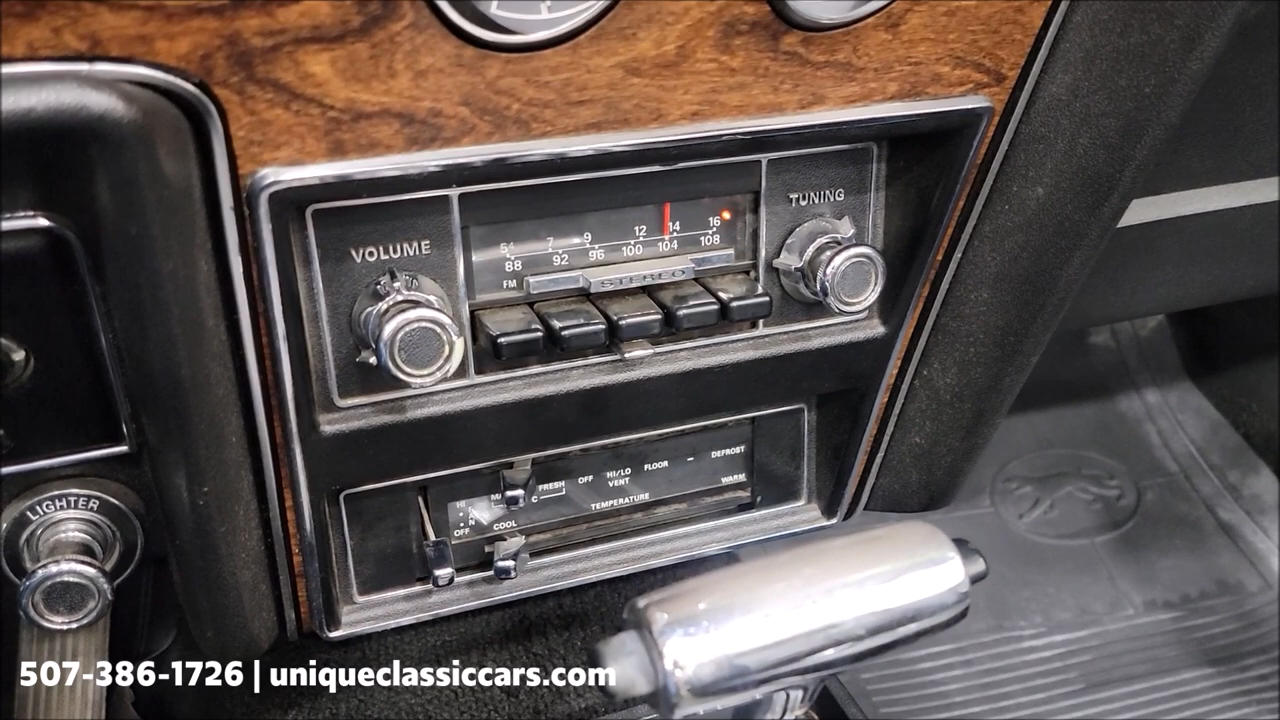 VOLUME
TUNING
54 7 9 12 14 16
88 92 96 100 104 108
FM
STEREO
FRESH OFF HI/LO VENT FLOOR - DEFROST
TEMPERATURE WARM
OFF COOL
LIGHTER
507-386-1726 | uniqueclassiccars.com